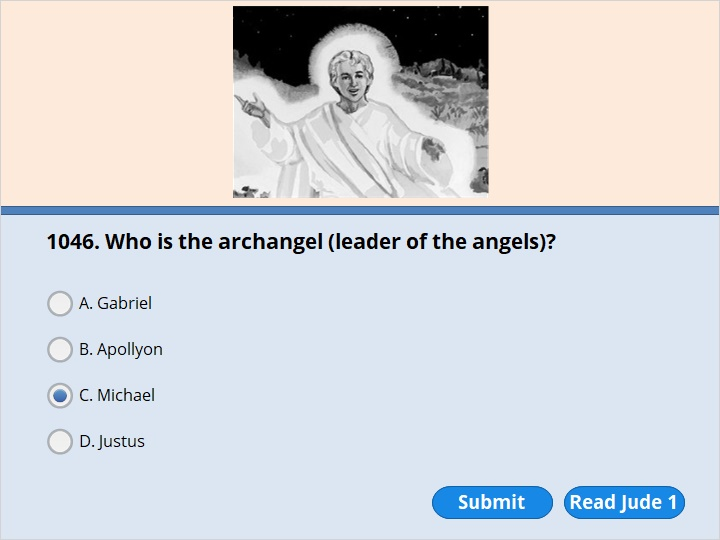 1046. Who is the archangel (leader of the angels)?
A. Gabriel
B. Apollyon
C. Michael
D. Justus
Submit
Read Jude 1